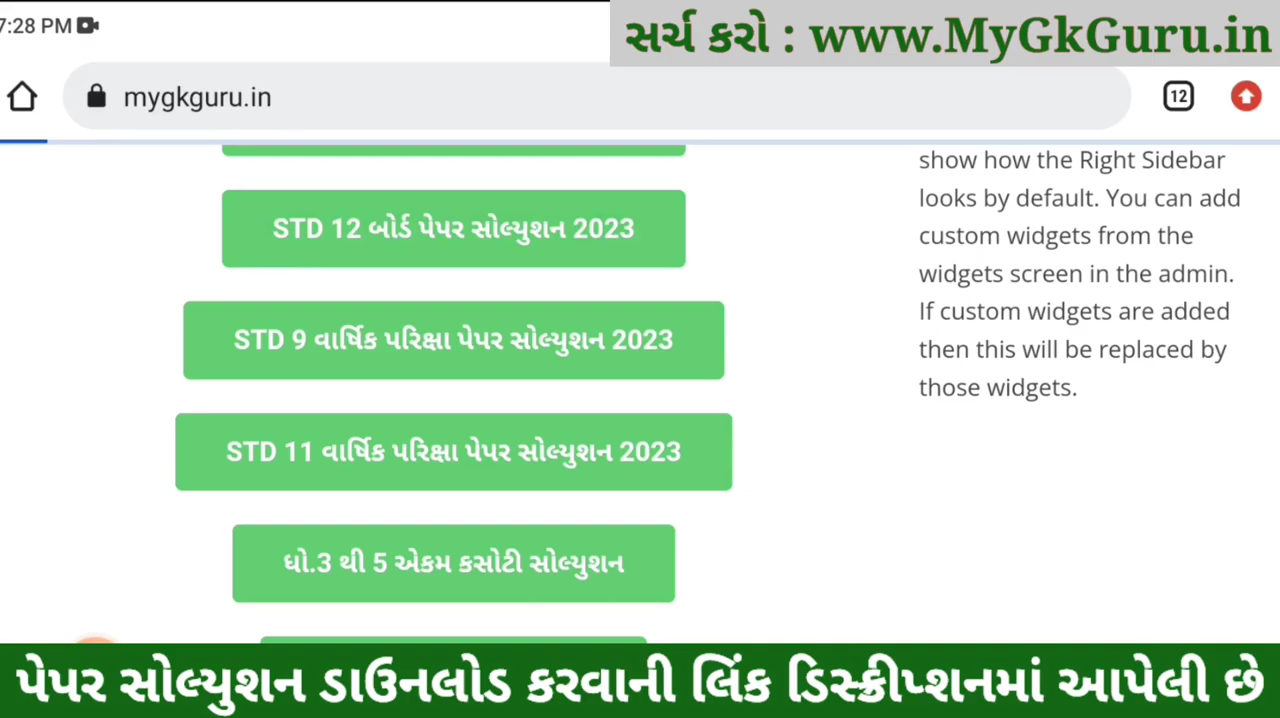 7:28 PM
સર્ચ કરો : www.MyGkGuru.in
mygkguru.in
12
show how the Right Sidebar
looks by default. You can add
custom widgets from the
widgets screen in the admin.
If custom widgets are added
then this will be replaced by
those widgets.
STD 12 બોર્ડ પેપર સોલ્યુશન 2023
STD 9 વાર્ષિક પરિક્ષા પેપર સોલ્યુશન 2023
STD 11 વાર્ષિક પરિક્ષા પેપર સોલ્યુશન 2023
ધો.3 થી 5 એકમ કસોટી સોલ્યુશન
પેપર સોલ્યુશન ડાઉનલોડ કરવાની લિંક ડિસ્ક્રીપ્શનમાં આપેલી છે